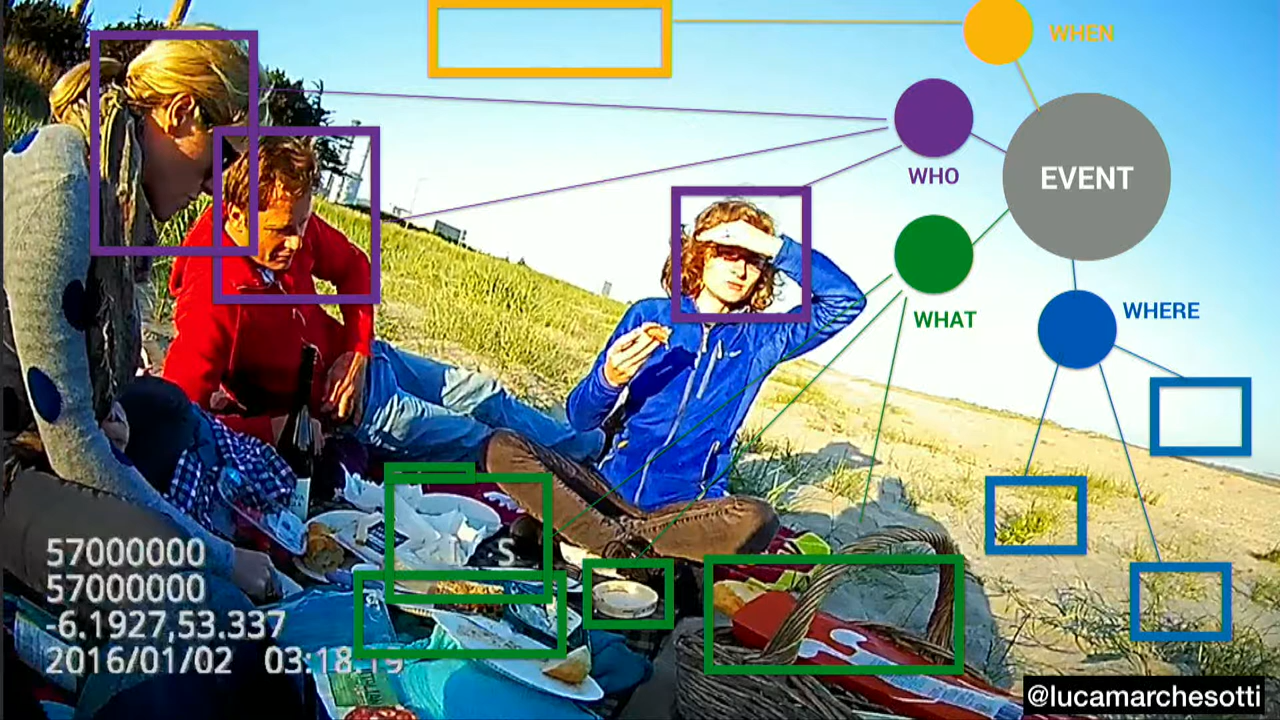 WHEN
WHO
EVENT
WHAT
WHERE
57000000
57000000
-6.1927,53.337
2016/01/02 03:18:19
S
@lucamarchesotti